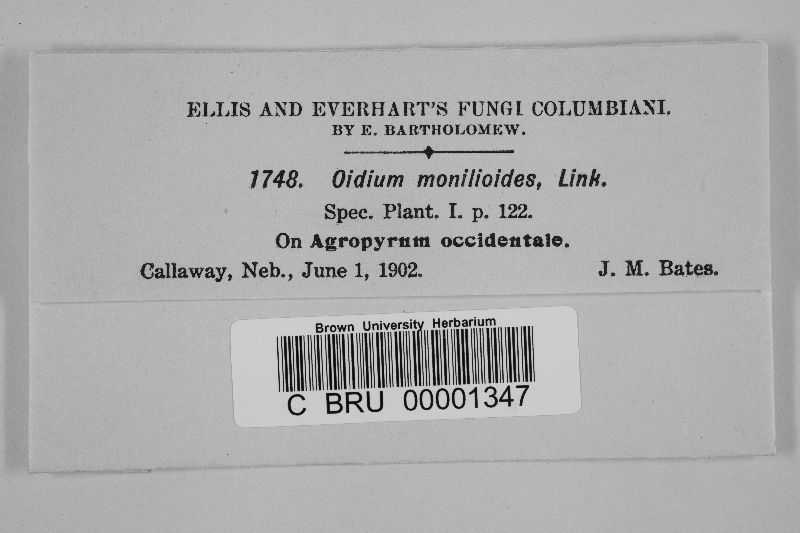 ELLIS AND EVERHART'S FUNGI COLUMBIANI.
BY E. BARTHOLOMEW.
1748. Oidium monilioides, Link.
Spec. Plant. I. p. 122.
On Agropyrum occidentale.
Callaway, Neb., June 1, 1902. J. M. Bates.
Brown University Herbarium
C BRU 00001347